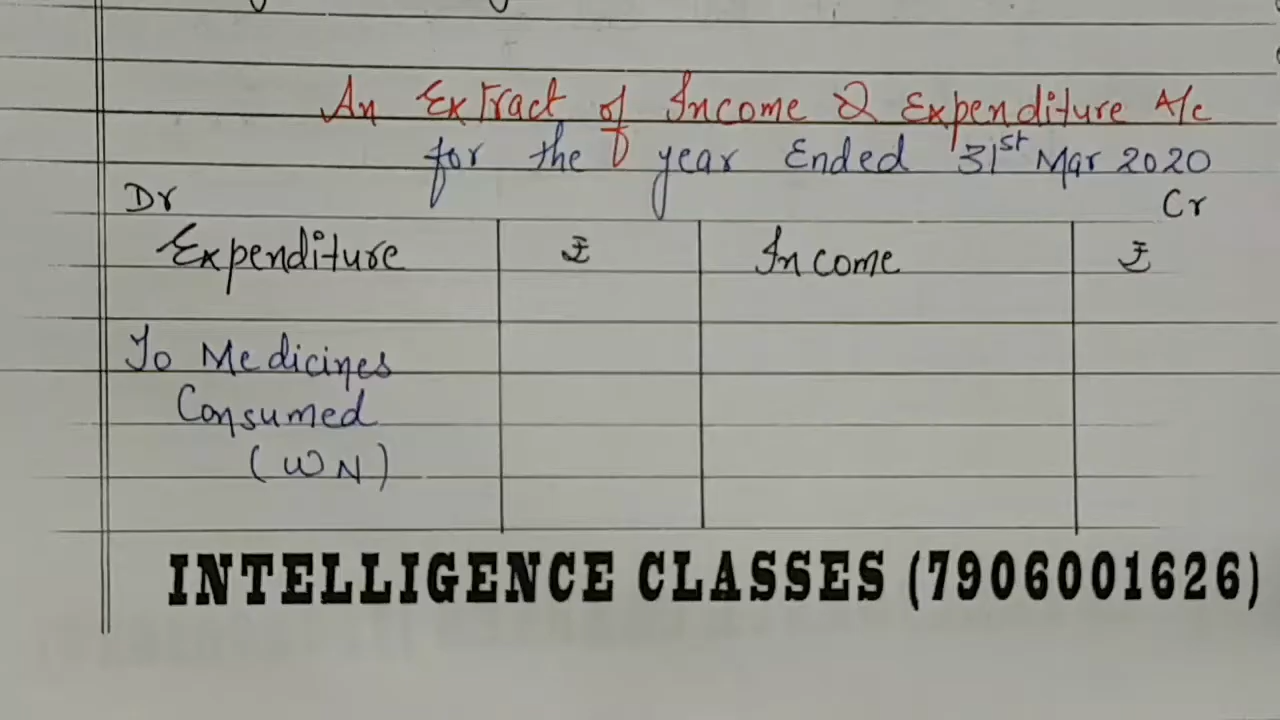 An Extract of Income & Expenditure A/c
for the year Ended 31st Mar 2020
Dr Cr
Expenditure ₹ Income ₹
To Medicines
Consumed
(WN)
INTELLIGENCE CLASSES (7906001626)